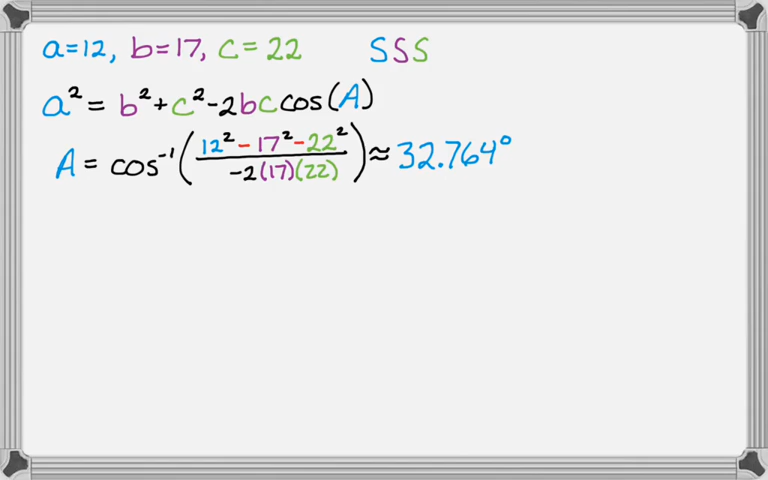 a=12, b=17, c=22 SSS
a² = b² + c² - 2bc cos(A)
A = cos⁻¹((12² - 17² - 22²)/(-2(17)(22))) ≈ 32.764°